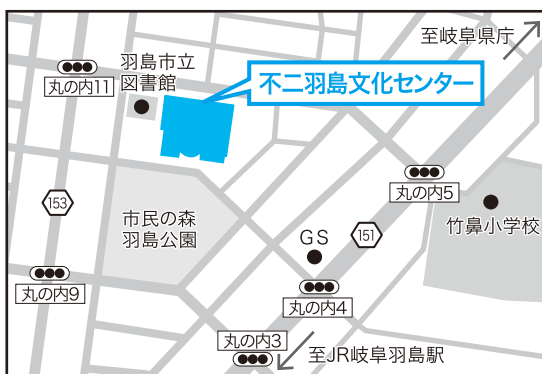 至岐阜県庁
羽島市立
図書館
丸の内11
不二羽島文化センター
丸の内5
153
市民の森
羽島公園
竹鼻小学校
GS
151
丸の内9
丸の内4
丸の内3
至JR岐阜羽島駅